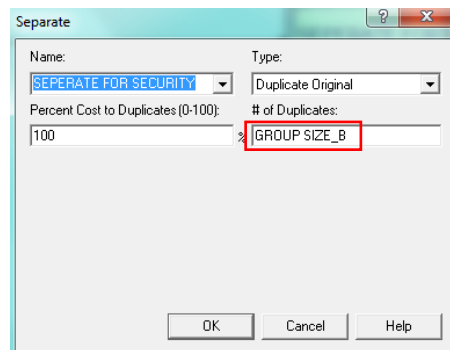 Separate
? X
Name: Type:
SEPERATE FOR SECURITY Duplicate Original
Percent Cost to Duplicates (0-100): # of Duplicates:
100 % GROUP SIZE_B
OK Cancel Help